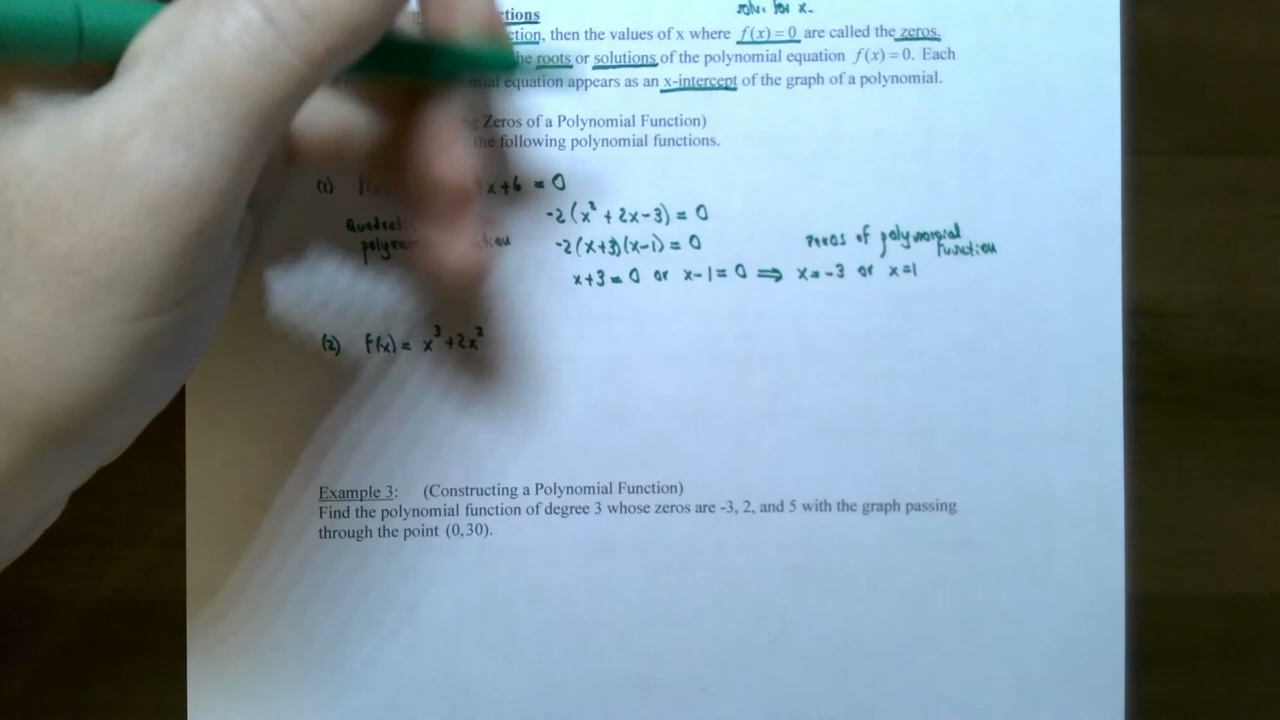 solve for x.
tions
ction, then the values of x where f(x) = 0 are called the zeros.
he roots or solutions of the polynomial equation f(x) = 0. Each
equation appears as an x-intercept of the graph of a polynomial.
Zeros of a Polynomial Function)
the following polynomial functions.
(1) x+6 = 0
-2(x² + 2x-3) = 0
-2(x+3)(x-1) = 0
zeros of polynomial
function
x+3 = 0 or x-1 = 0 ⟹ x = -3 or x = 1
(2) f(x) = x³+2x²
Example 3: (Constructing a Polynomial Function)
Find the polynomial function of degree 3 whose zeros are -3, 2, and 5 with the graph passing
through the point (0,30).